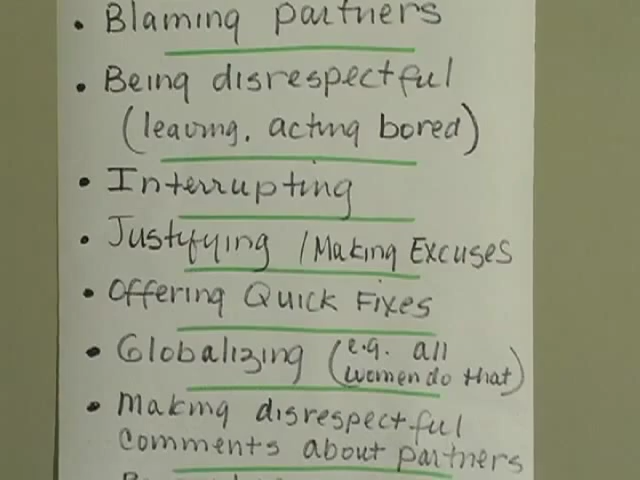 • Blaming partners
• Being disrespectful
(leaving, acting bored)
• Interrupting
• Justifying / Making Excuses
• Offering Quick Fixes
• Globalizing (e.g. all
women do that)
• Making disrespectful
comments about partners